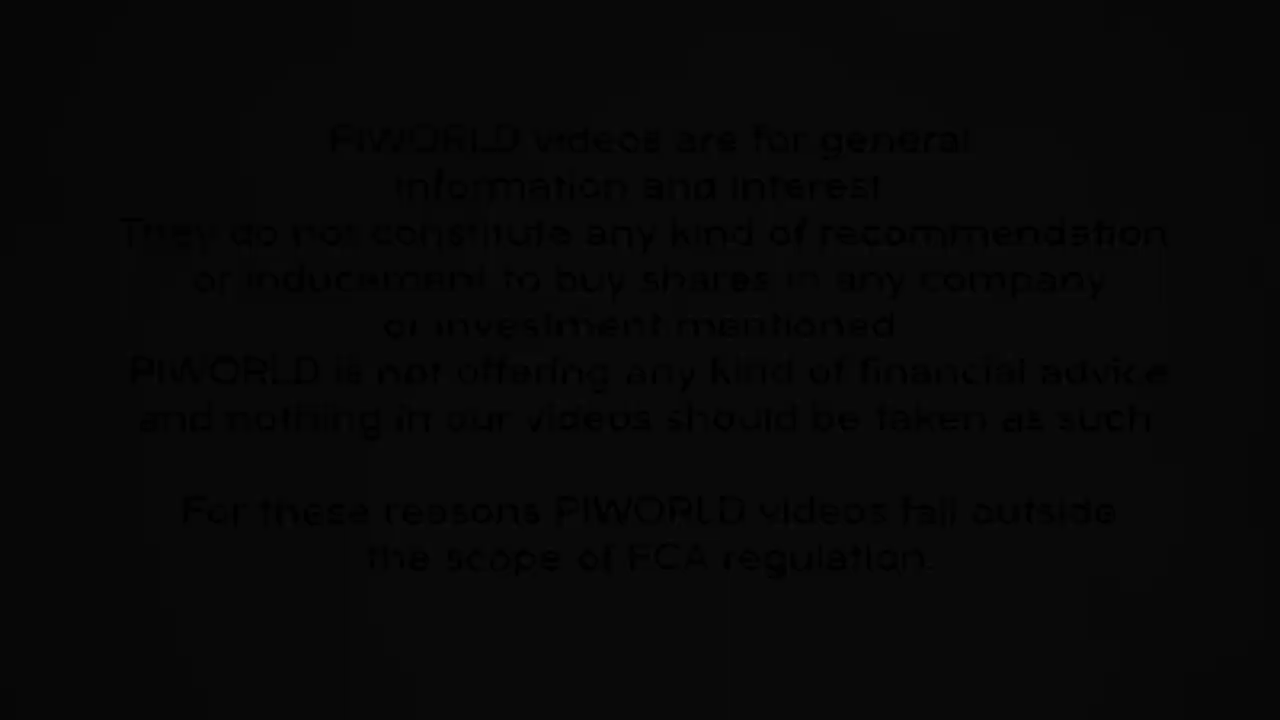 PIWORLD videos are for general
information and interest
They do not constitute any kind of recommendation
or inducement to buy shares in any company
or investment mentioned
PIWORLD is not offering any kind of financial advice
and nothing in our videos should be taken as such
For these reasons PIWORLD videos fall outside
the scope of FCA regulation.